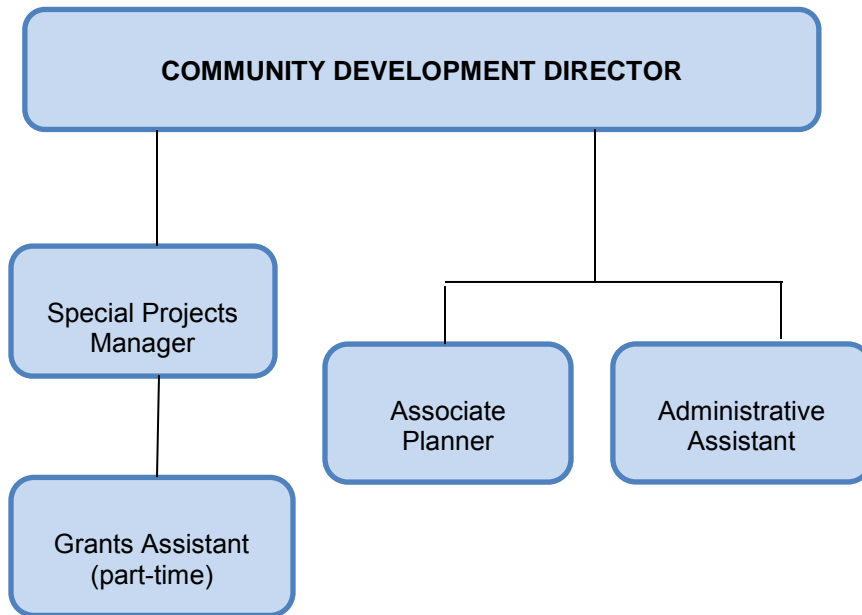 COMMUNITY DEVELOPMENT DIRECTOR
Special Projects
Manager
Associate
Planner
Administrative
Assistant
Grants Assistant
(part-time)